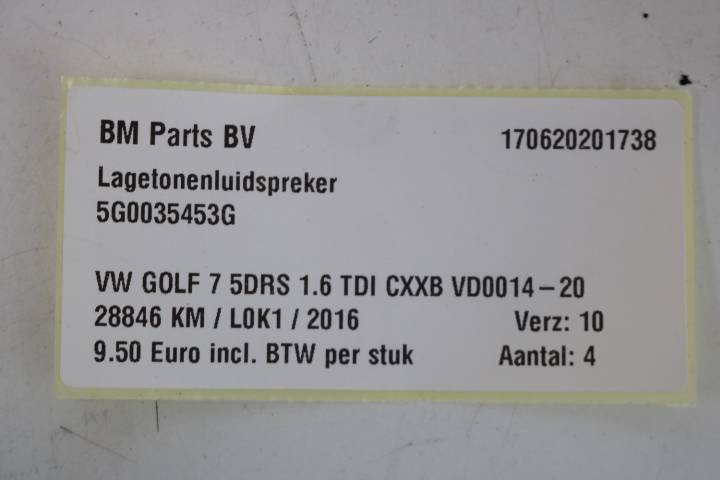 BM Parts BV 170620201738
Lagetonenluidspreker
5G0035453G
VW GOLF 7 5DRS 1.6 TDI CXXB VD0014-20
28846 KM / L0K1 / 2016 Verz: 10
9.50 Euro incl. BTW per stuk Aantal: 4